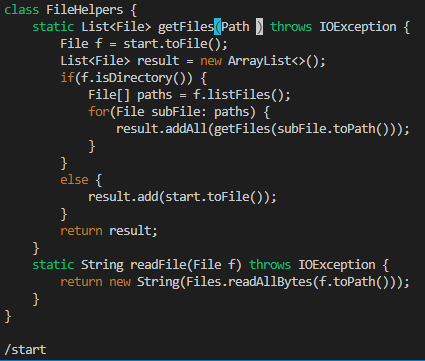 class FileHelpers {
    static List<File> getFiles(Path ) throws IOException {
        File f = start.toFile();
        List<File> result = new ArrayList<>();
        if(f.isDirectory()) {
            File[] paths = f.listFiles();
            for(File subFile: paths) {
                result.addAll(getFiles(subFile.toPath()));
            }
        }
        else {
            result.add(start.toFile());
        }
        return result;
    }
    static String readFile(File f) throws IOException {
        return new String(Files.readAllBytes(f.toPath()));
    }
}
/start